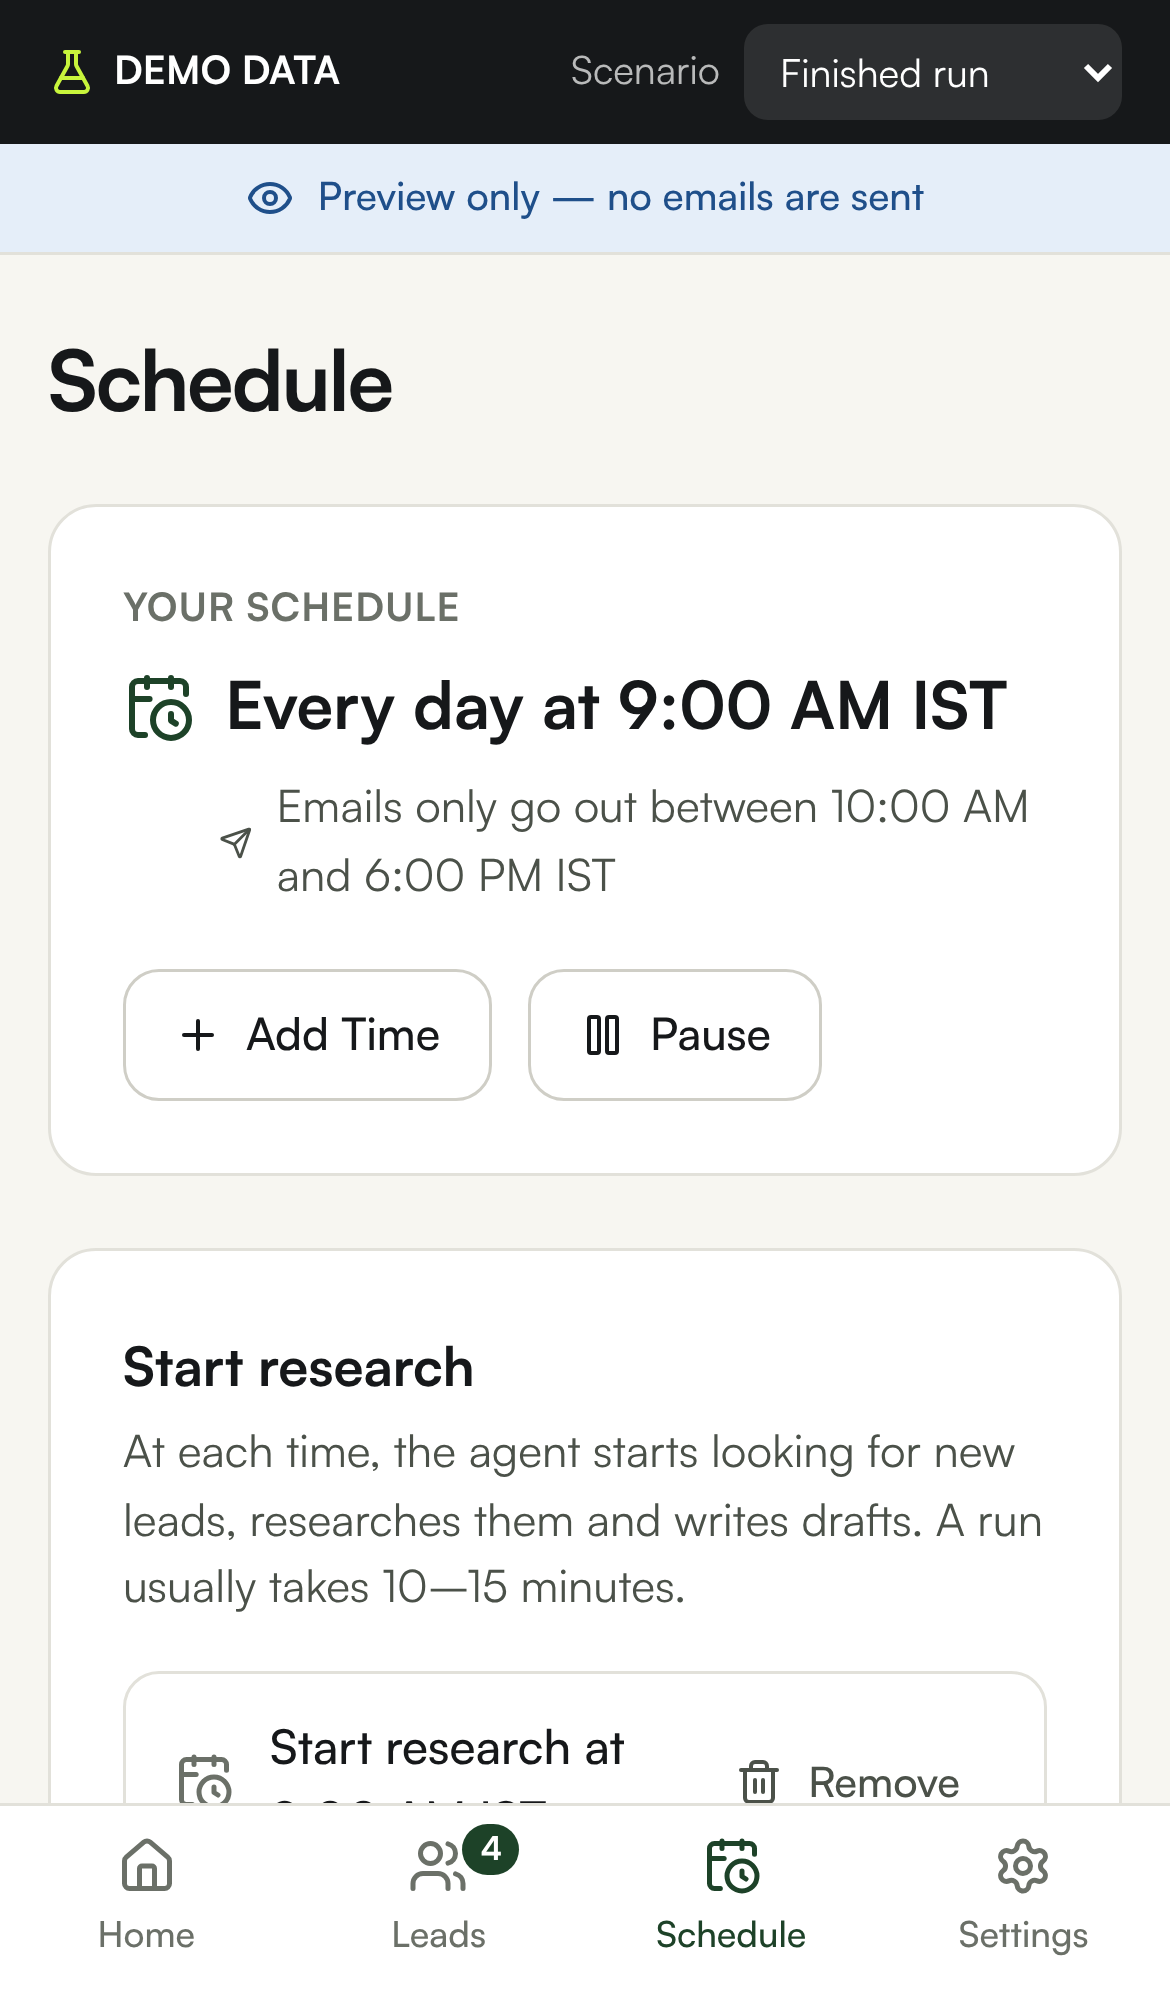 DEMO DATA
Scenario
Finished run
Preview only — no emails are sent
Schedule
YOUR SCHEDULE
Every day at 9:00 AM IST
Emails only go out between 10:00 AM
and 6:00 PM IST
Add Time
Pause
Start research
At each time, the agent starts looking for new
leads, researches them and writes drafts. A run
usually takes 10–15 minutes.
Start research at
Remove
4
Home
Leads
Schedule
Settings